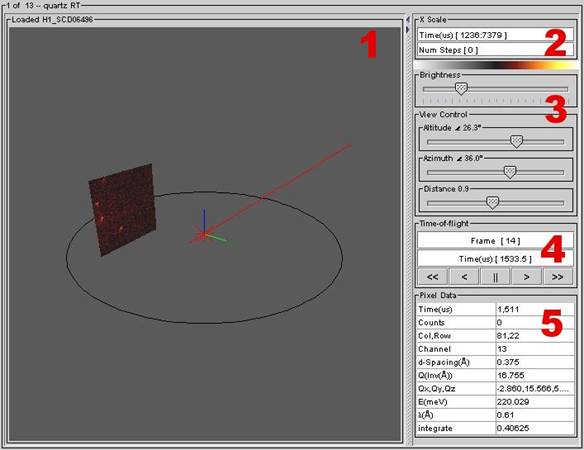 1 of 13 -- quartz RT
Loaded H1_SCD06496
1
X Scale
Time(us) [ 1236:7379 ]
Num Steps [ 0 ]
2
Brightness
3
View Control
Altitude ∡ 26.3°
Azimuth ∡ 36.0°
Distance 0.9
Time-of-flight
Frame [ 14 ]
Time(us) [ 1533.5 ]
4
<< < || > >>
Pixel Data
5
Time(us) 1,511
Counts 0
Col,Row 81,22
Channel 13
d-Spacing(Å) 0.375
Q(Inv(Å)) 16.755
Qx,Qy,Qz -2.860,15.566,5....
E(meV) 220.029
λ(Å) 0.61
integrate 0.40625